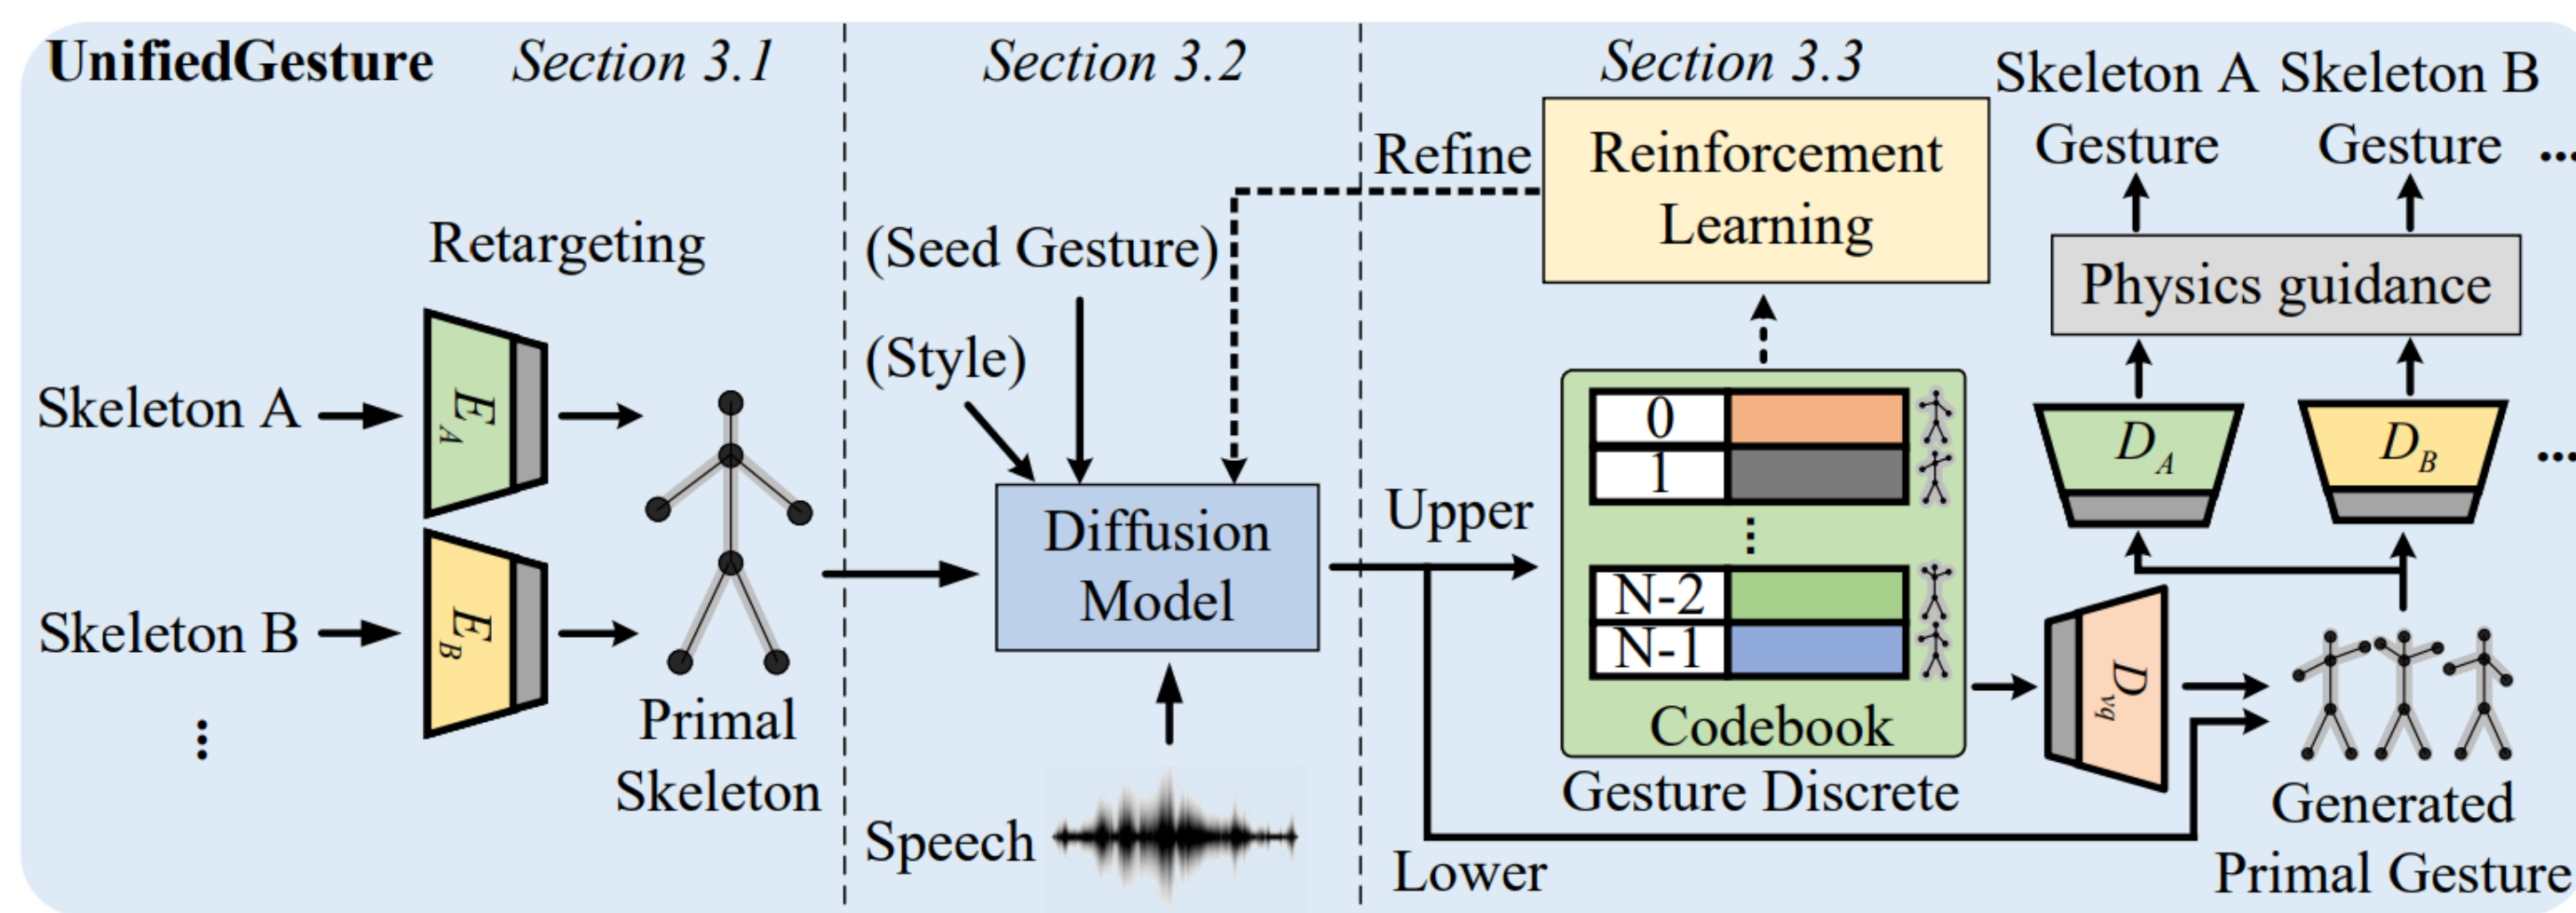 UnifiedGesture
Section 3.1
Retargeting
Skeleton A
E_A
Skeleton B
E_B
⋮
Primal
Skeleton
Section 3.2
(Seed Gesture)
(Style)
Diffusion
Model
Speech
Section 3.3
Refine
Reinforcement
Learning
Upper
0
1
⋮
N-2
N-1
Codebook
Gesture Discrete
Lower
D_vq
Generated
Primal Gesture
D_A
D_B
...
Physics guidance
Skeleton A
Gesture
Skeleton B
Gesture
...